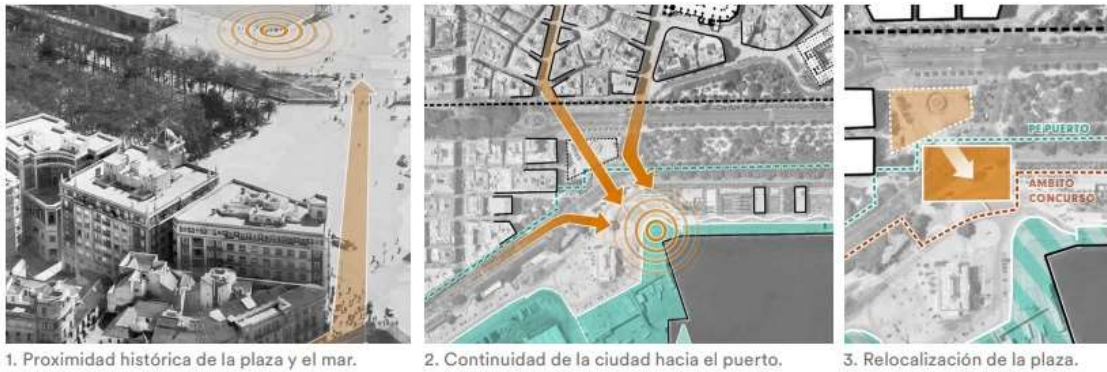 PE PUERTO
ÁMBITO
CONCURSO
1. Proximidad histórica de la plaza y el mar.
2. Continuidad de la ciudad hacia el puerto.
3. Relocalización de la plaza.